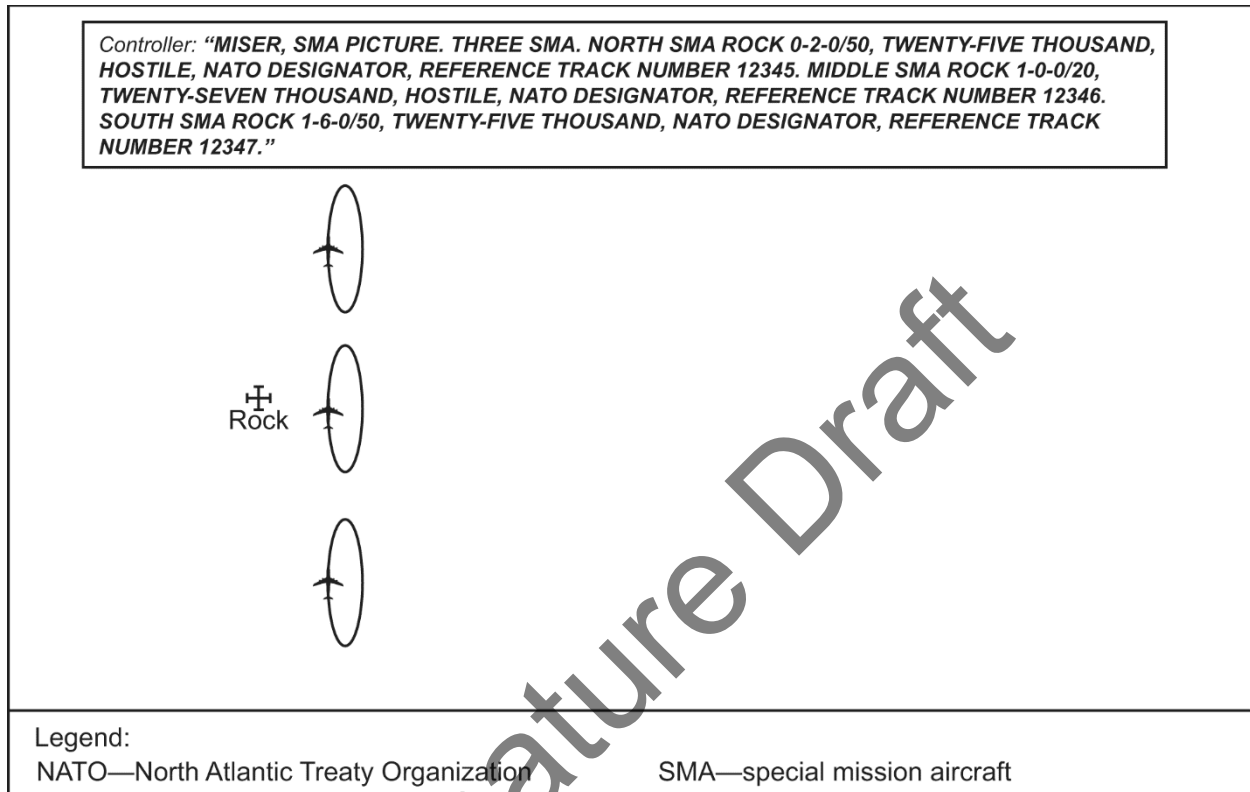 Controller: “MISER, SMA PICTURE. THREE SMA. NORTH SMA ROCK 0-2-0/50, TWENTY-FIVE THOUSAND,
HOSTILE, NATO DESIGNATOR, REFERENCE TRACK NUMBER 12345. MIDDLE SMA ROCK 1-0-0/20,
TWENTY-SEVEN THOUSAND, HOSTILE, NATO DESIGNATOR, REFERENCE TRACK NUMBER 12346.
SOUTH SMA ROCK 1-6-0/50, TWENTY-FIVE THOUSAND, NATO DESIGNATOR, REFERENCE TRACK
NUMBER 12347.”
Rock
ature Draft
Legend:
NATO—North Atlantic Treaty Organization SMA—special mission aircraft